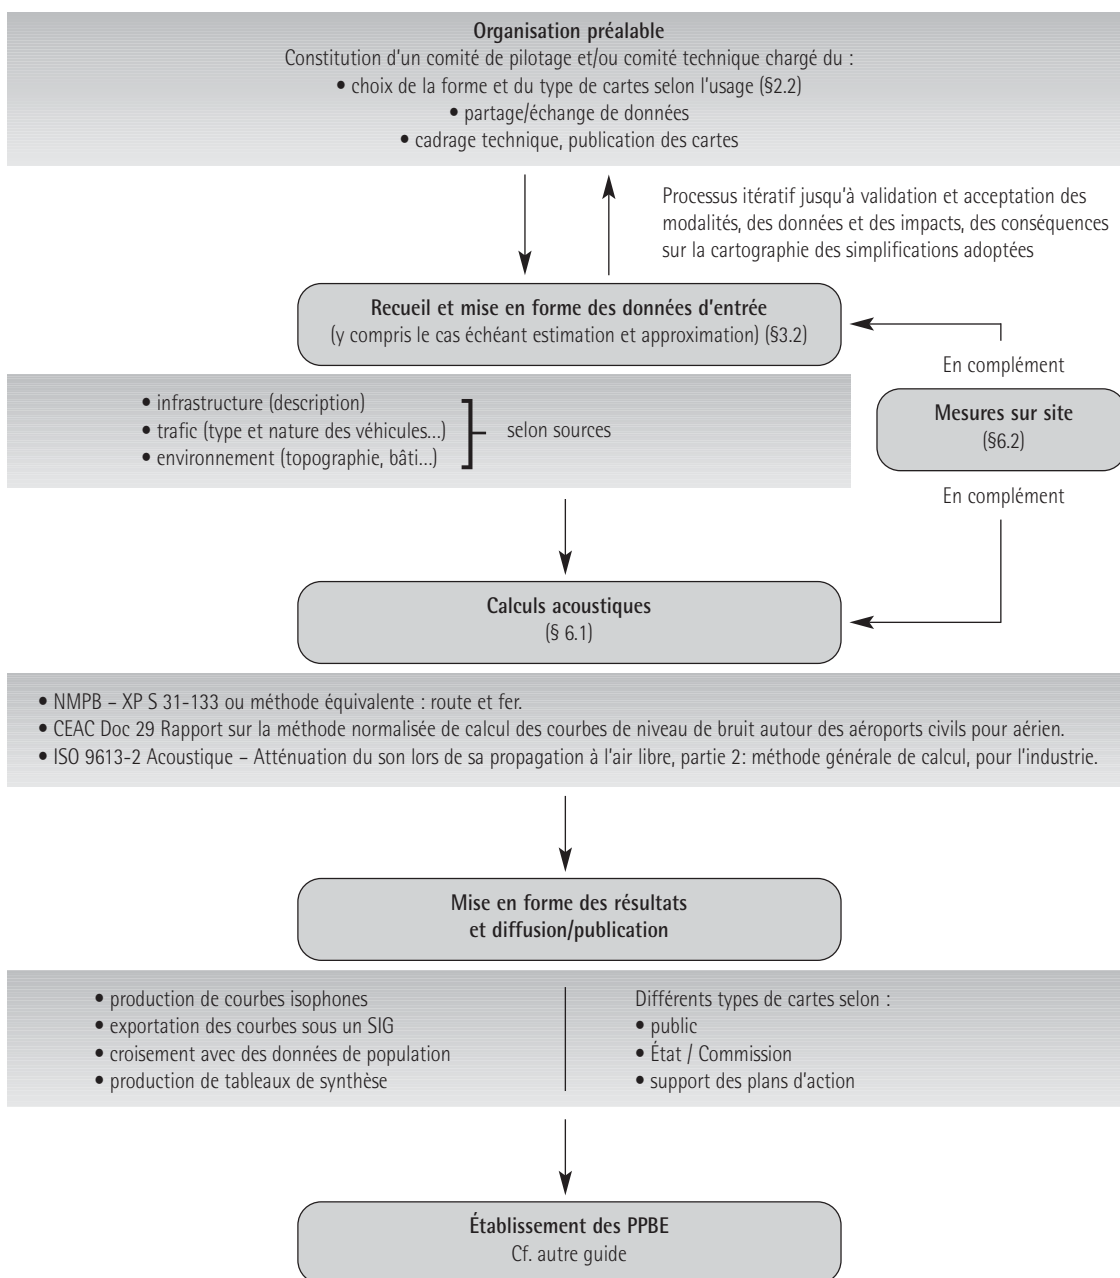 Organisation préalable
Constitution d'un comité de pilotage et/ou comité technique chargé du :
• choix de la forme et du type de cartes selon l'usage (§2.2)
• partage/échange de données
• cadrage technique, publication des cartes
Processus itératif jusqu'à validation et acceptation des
modalités, des données et des impacts, des conséquences
sur la cartographie des simplifications adoptées
Recueil et mise en forme des données d'entrée
(y compris le cas échéant estimation et approximation) (§3.2)
En complément
• infrastructure (description)
• trafic (type et nature des véhicules...)
• environnement (topographie, bâti...)
selon sources
Mesures sur site
(§6.2)
En complément
Calculs acoustiques
(§ 6.1)
• NMPB – XP S 31-133 ou méthode équivalente : route et fer.
• CEAC Doc 29 Rapport sur la méthode normalisée de calcul des courbes de niveau de bruit autour des aéroports civils pour aérien.
• ISO 9613-2 Acoustique – Atténuation du son lors de sa propagation à l'air libre, partie 2: méthode générale de calcul, pour l'industrie.
Mise en forme des résultats
et diffusion/publication
• production de courbes isophones
• exportation des courbes sous un SIG
• croisement avec des données de population
• production de tableaux de synthèse
Différents types de cartes selon :
• public
• État / Commission
• support des plans d'action
Établissement des PPBE
Cf. autre guide